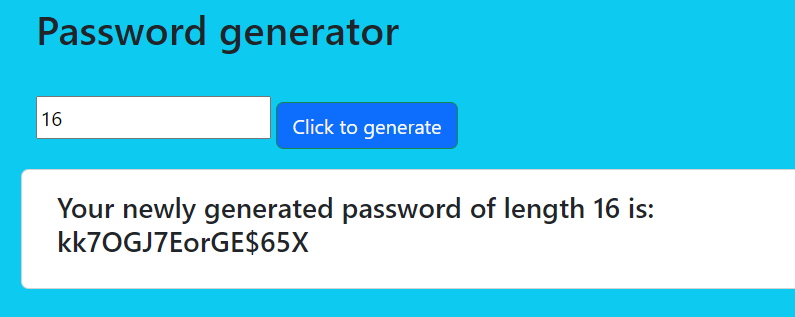 Password generator
16
Click to generate
Your newly generated password of length 16 is:
kk7OGJ7EorGE$65X